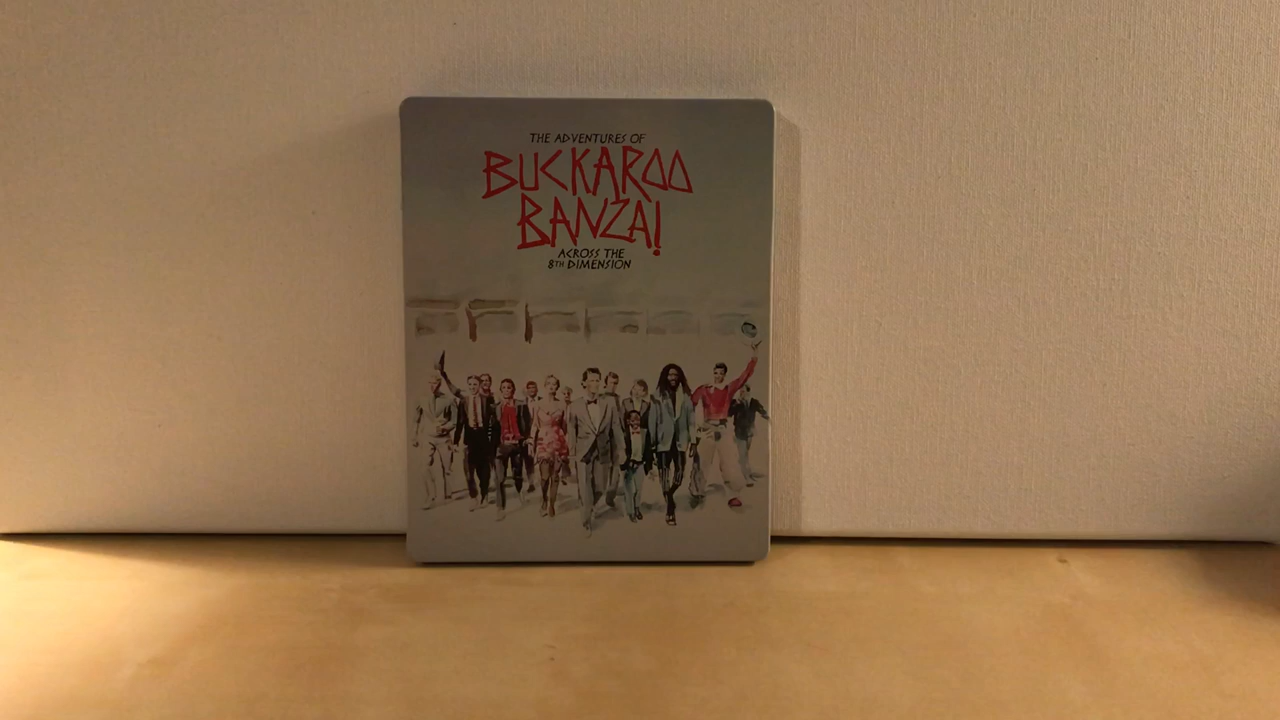 THE ADVENTURES OF
BUCKAROO
BANZAI
ACROSS THE
8TH DIMENSION